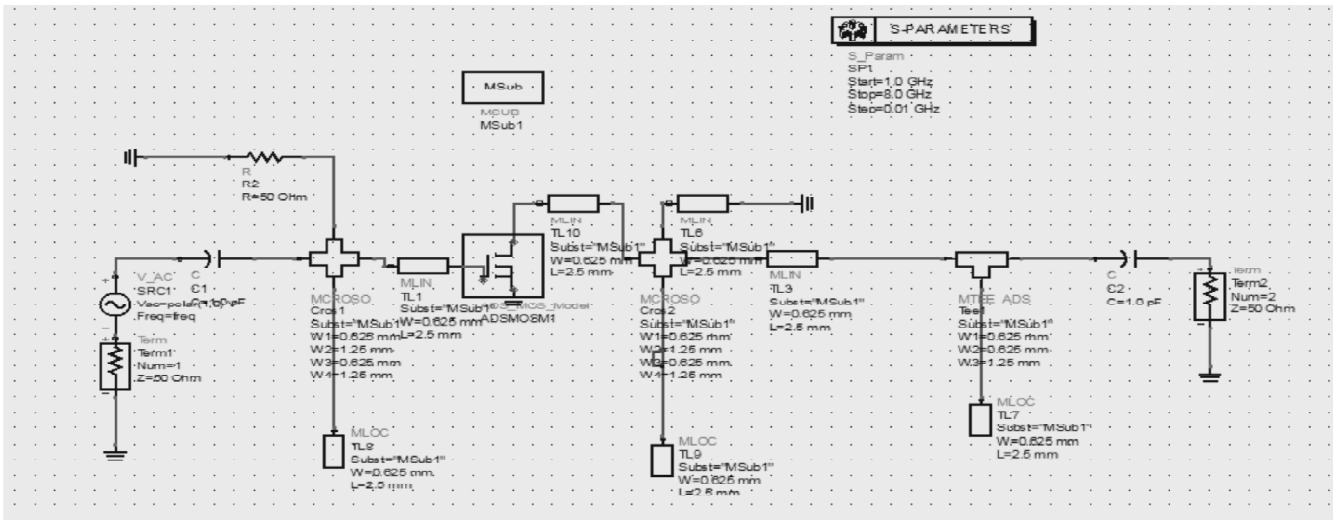 S-PARAMETERS
S_Param
SP1
Start=1.0 GHz
Stop=8.0 GHz
Step=0.01 GHz
MSub
MSUB
MSub1
R
R2
R=50 Ohm
V_AC
SRC1
Freq=freq
C
C1
Term
Term1
Num=1
Z=50 Ohm
MCROSO
Cros1
Subst="MSub1"
W1=0.625 mm
W2=1.25 mm
W3=0.625 mm
W4=1.25 mm
MLOC
TL8
Subst="MSub1"
W=0.625 mm
L=2.5 mm
MLIN
TL1
Subst="MSub1"
W=0.625 mm
L=2.5 mm
ADSMOSM1
MLIN
TL10
Subst="MSub1"
W=0.625 mm
L=2.5 mm
MLIN
TL6
Subst="MSub1"
W=0.625 mm
L=2.5 mm
MCROSO
Cros2
Subst="MSub1"
W1=0.625 mm
W2=1.25 mm
W3=0.625 mm
W4=1.25 mm
MLOC
TL9
Subst="MSub1"
W=0.625 mm
L=2.5 mm
MLIN
TL3
Subst="MSub1"
W=0.625 mm
L=2.5 mm
MTEE_ADS
Tee1
Subst="MSub1"
W1=0.625 mm
W2=0.625 mm
W3=1.25 mm
MLOC
TL7
Subst="MSub1"
W=0.625 mm
L=2.5 mm
C
C2
C=1.0 pF
Term
Term2
Num=2
Z=50 Ohm